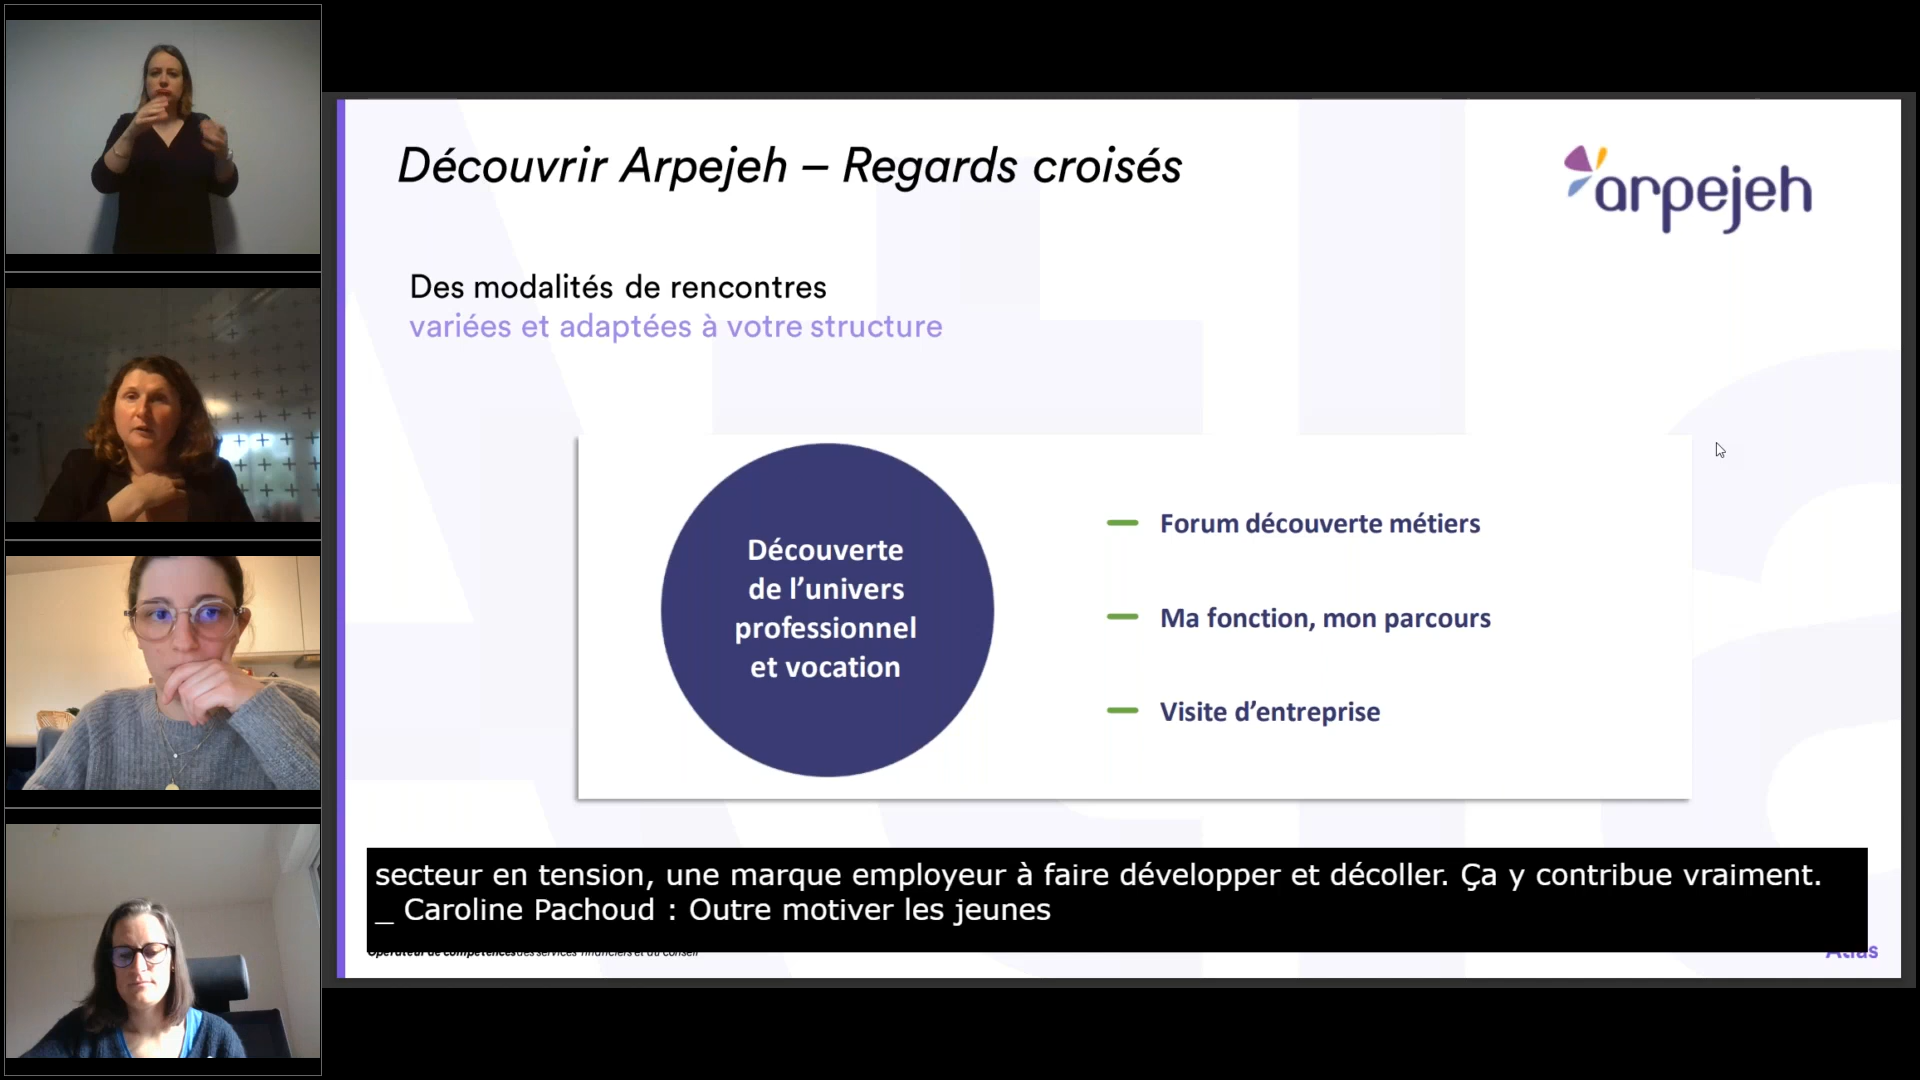 Découvrir Arpejeh – Regards croisés
arpejeh
Des modalités de rencontres
variées et adaptées à votre structure
Découverte
de l’univers
professionnel
et vocation
Forum découverte métiers
Ma fonction, mon parcours
Visite d’entreprise
secteur en tension, une marque employeur à faire développer et décoller. Ça y contribue vraiment.
_ Caroline Pachoud : Outre motiver les jeunes
Opérateur de compétences des services financiers et du conseil
Atlas